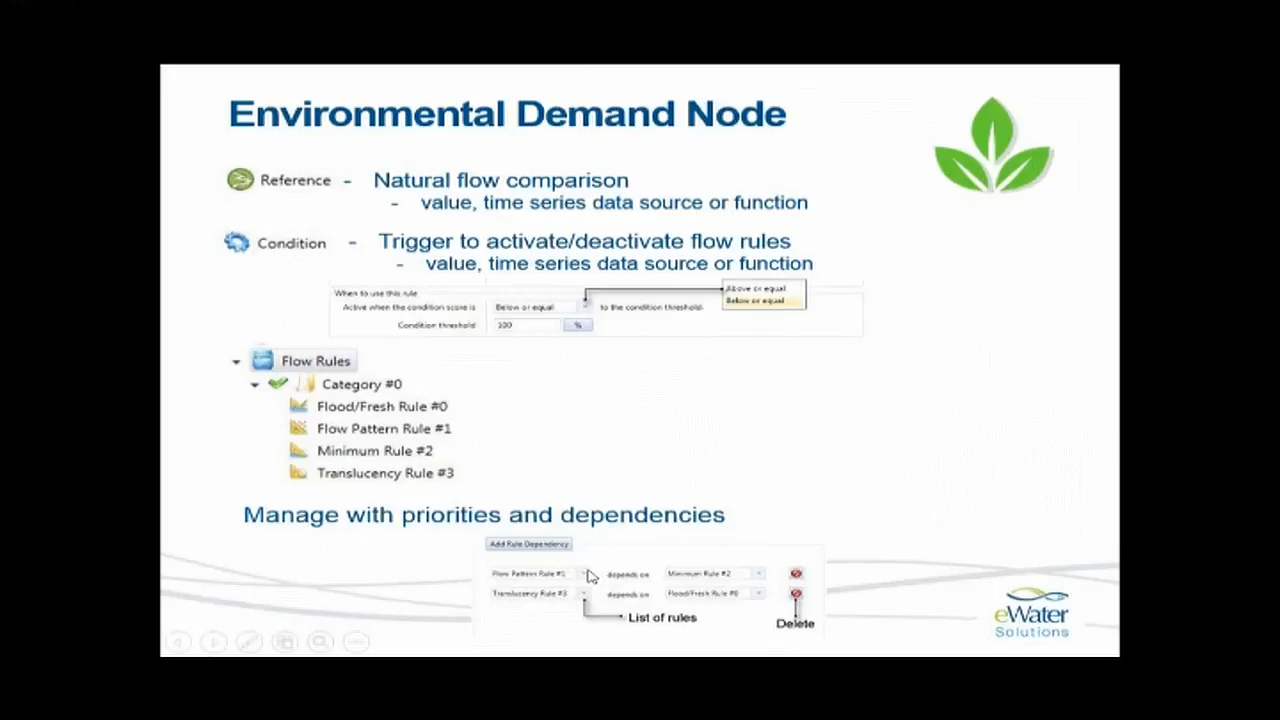 Environmental Demand Node
Reference - Natural flow comparison
- value, time series data source or function
Condition - Trigger to activate/deactivate flow rules
- value, time series data source or function
When to use this rule
Above or equal
Below or equal
Active when the condition score is Below or equal to the condition threshold.
Condition threshold 100 %
Flow Rules
Category #0
Flood/Fresh Rule #0
Flow Pattern Rule #1
Minimum Rule #2
Translucency Rule #3
Manage with priorities and dependencies
Add Rule Dependency
Flow Pattern Rule #1 depends on Minimum Rule #2
Translucency Rule #3 depends on Flood/Fresh Rule #0
List of rules
Delete
eWater
Solutions